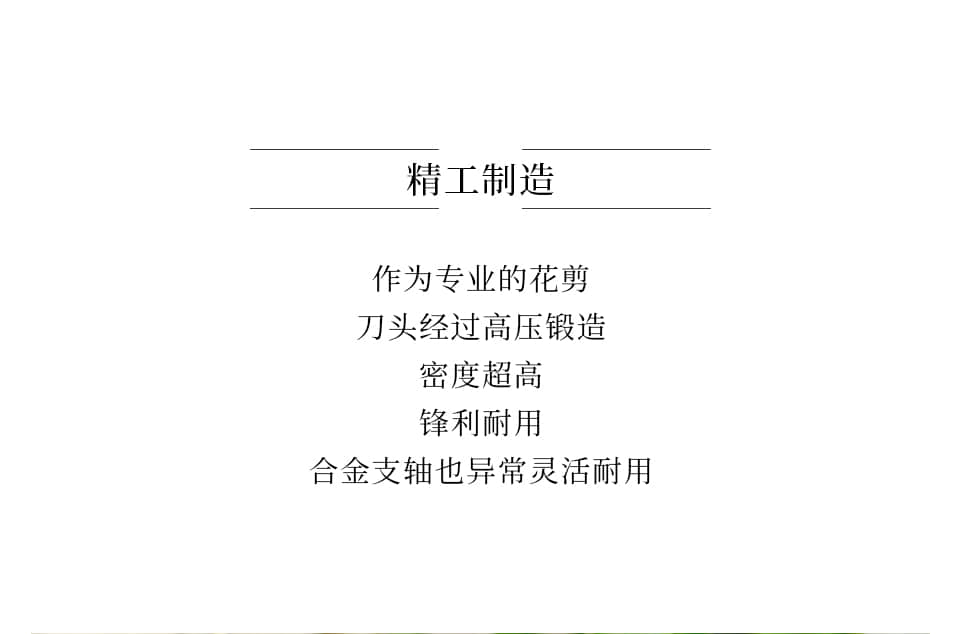 精工制造
作为专业的花剪
刀头经过高压锻造
密度超高
锋利耐用
合金支轴也异常灵活耐用